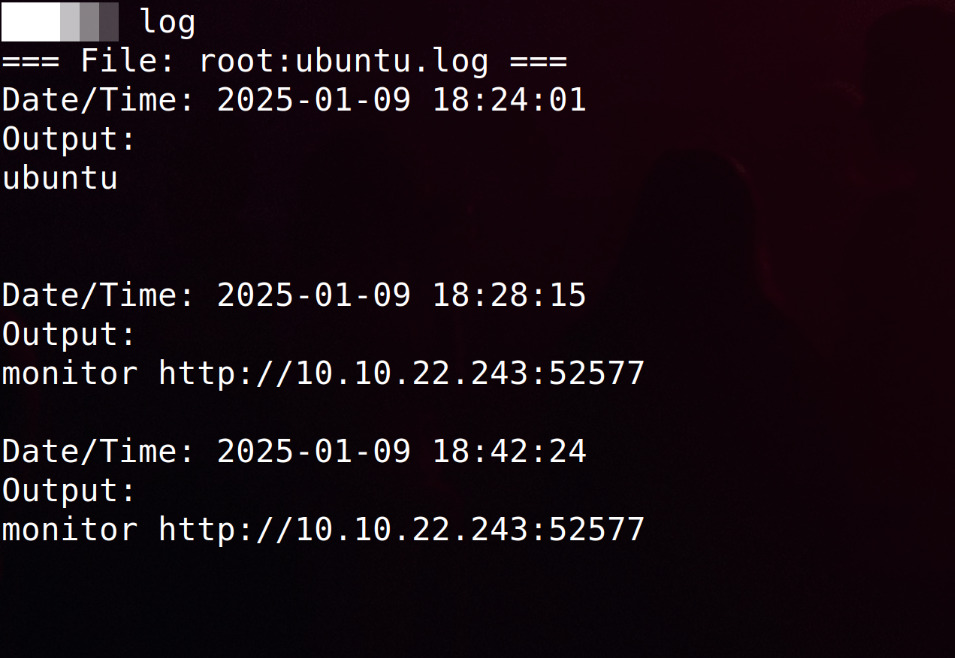 log
=== File: root:ubuntu.log ===
Date/Time: 2025-01-09 18:24:01
Output:
ubuntu
Date/Time: 2025-01-09 18:28:15
Output:
monitor http://10.10.22.243:52577
Date/Time: 2025-01-09 18:42:24
Output:
monitor http://10.10.22.243:52577